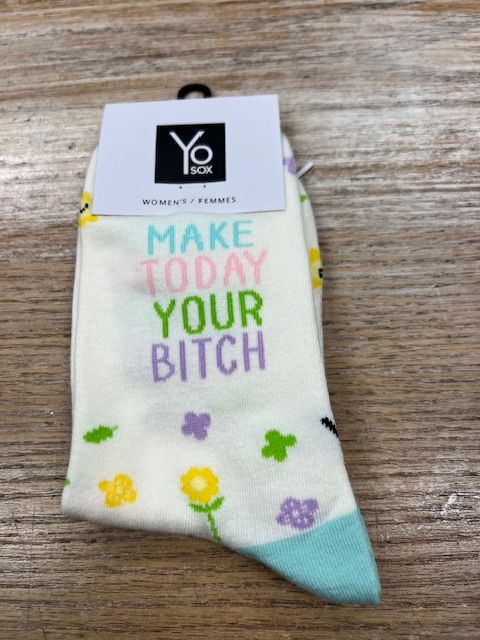 Yo
SOX
WOMEN'S / FEMMES
MAKE
TODAY
YOUR
BITCH